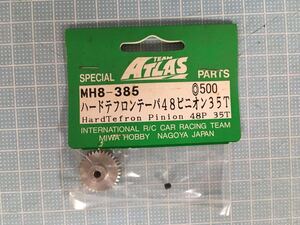 TEAM
ATLAS
SPECIAL PARTS
MH8-385 ◎500
ハードテフロンテーパ48ピニオン35T
HardTefron Pinion 48P 35T
INTERNATIONAL R/C CAR RACING TEAM
MIWA HOBBY NAGOYA JAPAN